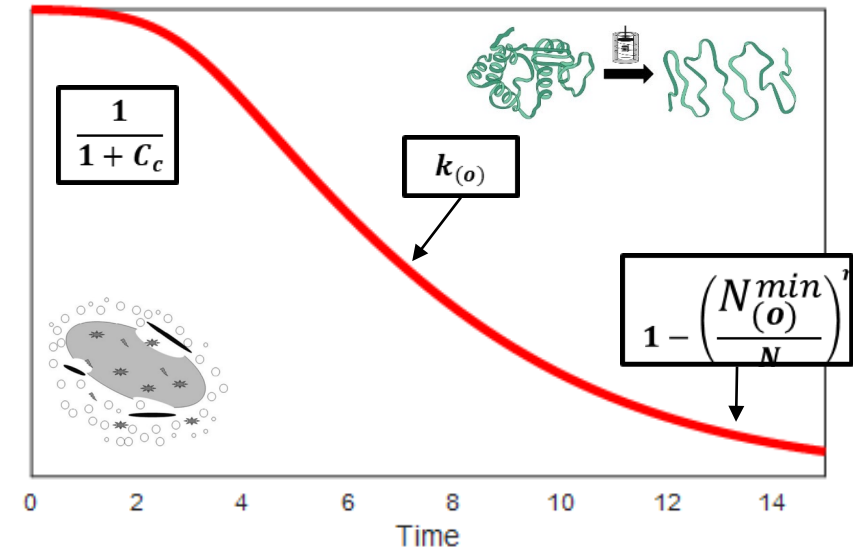 1
1 + C_c
k_(o)
1 − (N_(o)^min / N)^r
0 2 4 6 8 10 12 14
Time